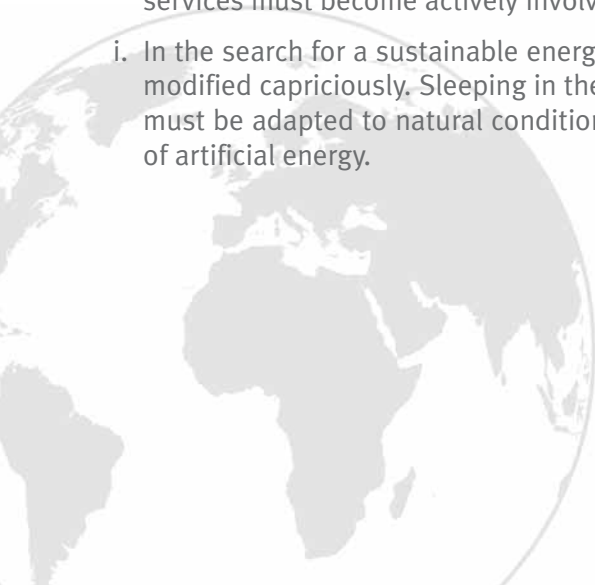 services must become actively involv
i. In the search for a sustainable energ
modified capriciously. Sleeping in the
must be adapted to natural condition
of artificial energy.